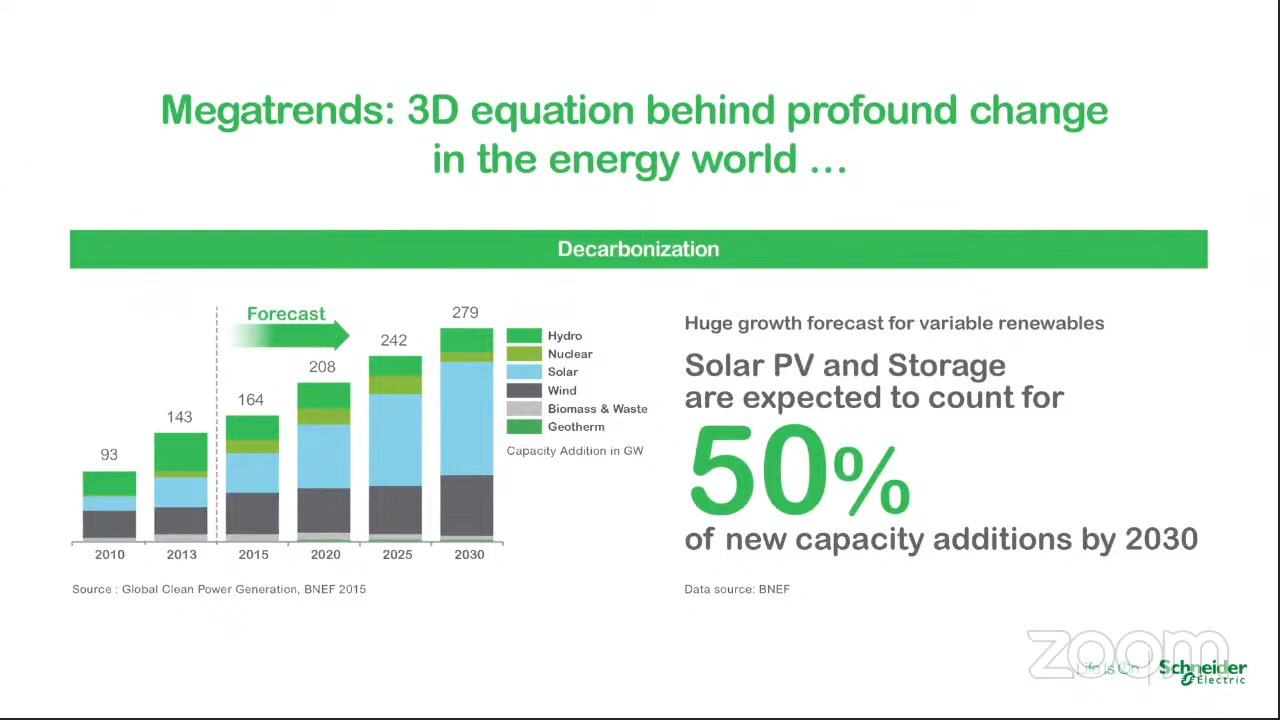 Megatrends: 3D equation behind profound change
in the energy world ...
Decarbonization
Forecast
93
143
164
208
242
279
2010
2013
2015
2020
2025
2030
Hydro
Nuclear
Solar
Wind
Biomass & Waste
Geotherm
Capacity Addition in GW
Source : Global Clean Power Generation, BNEF 2015
Huge growth forecast for variable renewables
Solar PV and Storage
are expected to count for
50%
of new capacity additions by 2030
Data source: BNEF
zoom
Life Is On
Schneider
Electric